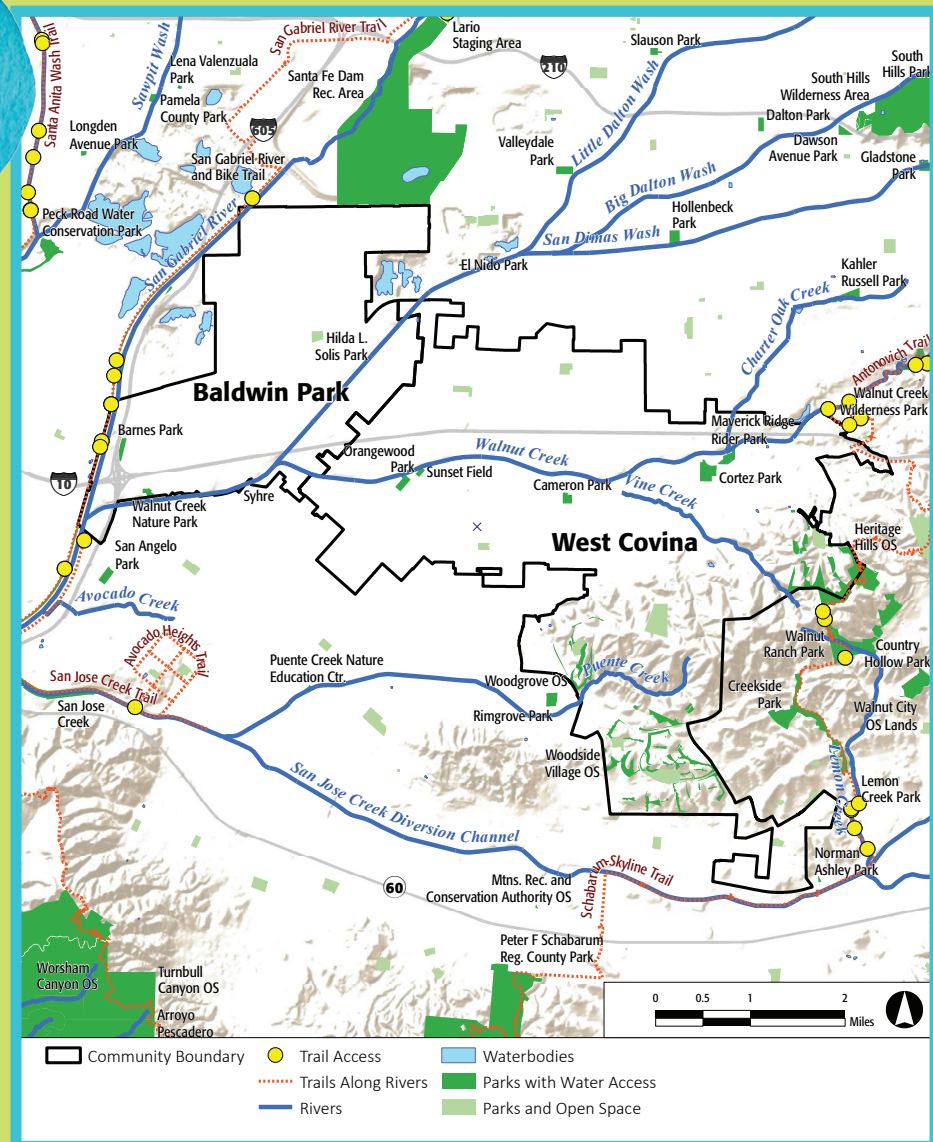 Santa Anita Wash Trail
Sawpit Wash
San Gabriel River Trail
Lario
Staging Area
210
Slauson Park
Little Dalton Wash
South
Hills Park
South Hills
Wilderness Area
Dalton Park
Lena Valenzuala
Park
Pamela
County Park
Santa Fe Dam
Rec. Area
605
Longden
Avenue Park
San Gabriel River
and Bike Trail
Valleydale
Park
Big Dalton Wash
Dawson
Avenue Park
Gladstone
Park
Peck Road Water
Conservation Park
San Gabriel River
Hollenbeck
Park
San Dimas Wash
El Nido Park
Kahler
Russell Park
Charter Oak Creek
Hilda L.
Solis Park
Antonovich Trail
Baldwin Park
Walnut Creek
Wilderness Park
Barnes Park
Maverick Ridge
Rider Park
Orangewood
Park
Sunset Field
Walnut Creek
10
Cameron Park
Vine Creek
Cortez Park
Syhre
Walnut Creek
Nature Park
Heritage
Hills OS
San Angelo
Park
West Covina
Avocado Creek
Avocado Heights Trail
Walnut
Ranch Park
Country
Hollow Park
Puente Creek Nature
Education Ctr.
Puente Creek
San Jose Creek Trail
San Jose
Creek
Woodgrove OS
Rimgrove Park
Creekside
Park
Walnut City
OS Lands
Woodside
Village OS
Lemon Creek
San Jose Creek Diversion Channel
Lemon
Creek Park
Norman
Ashley Park
60
Mtns. Rec. and
Conservation Authority OS
Schabarum-Skyline Trail
Peter F Schabarum
Reg. County Park
Worsham
Canyon OS
Turnbull
Canyon OS
Arroyo
Pescadero
0 0.5 1 2
Miles
Community Boundary
Trail Access
Waterbodies
Trails Along Rivers
Parks with Water Access
Rivers
Parks and Open Space